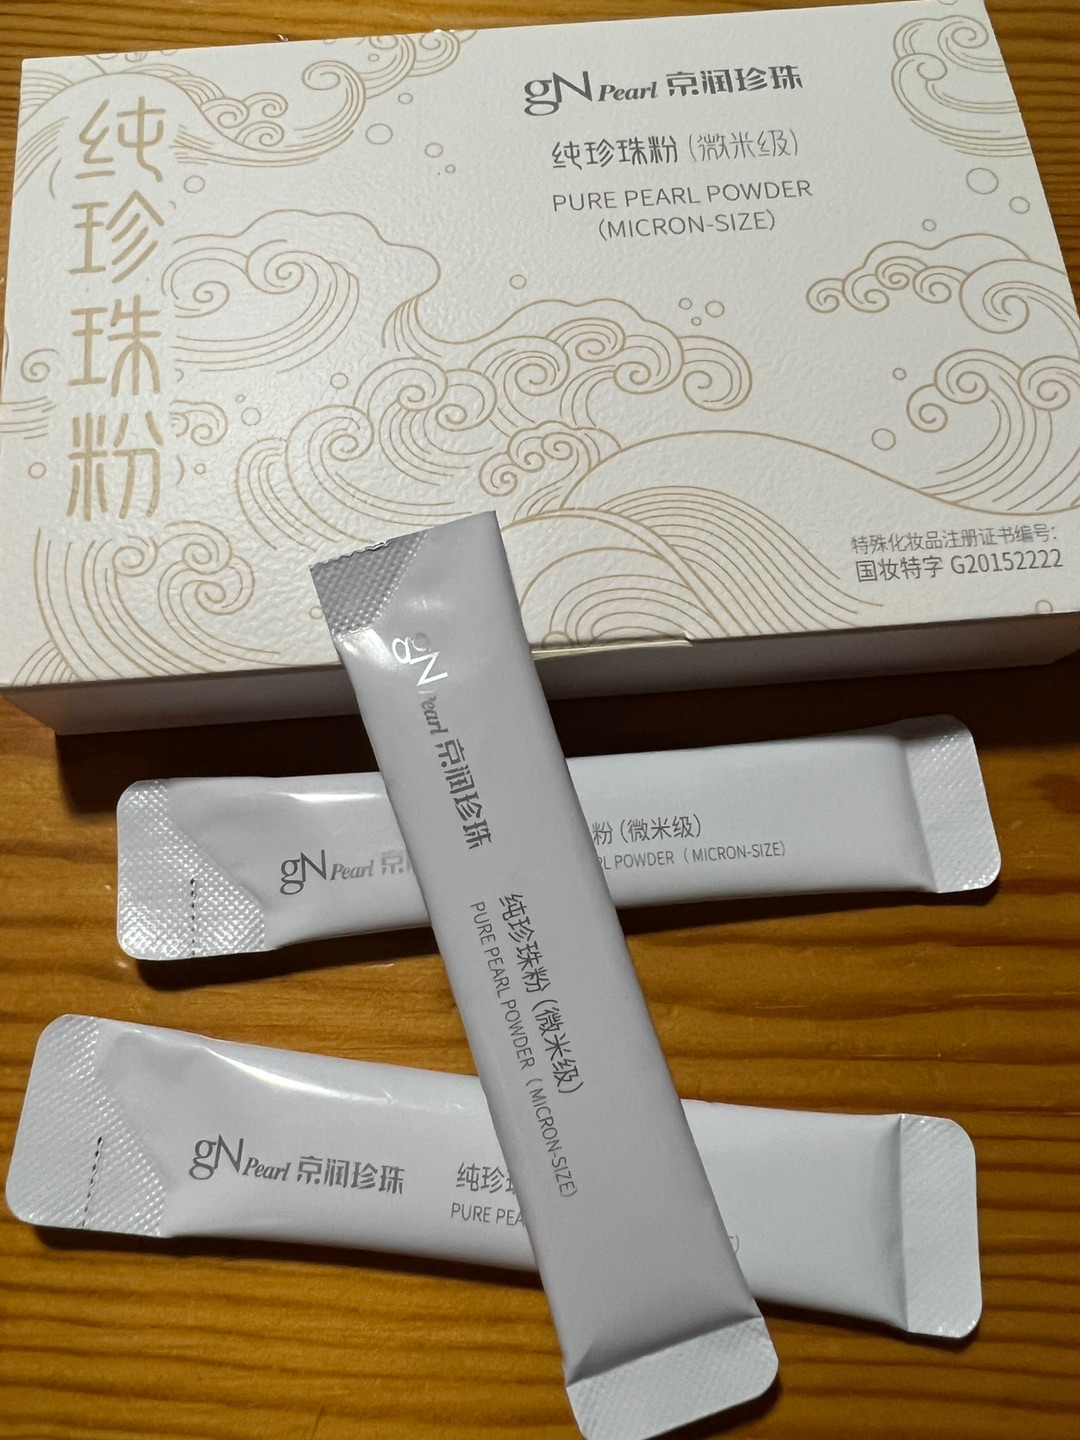 纯珍珠粉
gN Pearl 京润珍珠
纯珍珠粉（微米级）
PURE PEARL POWDER
（MICRON-SIZE）
特殊化妆品注册证书编号:
国妆特字 G20152222
gN Pearl 京润珍珠
纯珍珠粉（微米级）
PURE PEARL POWDER（MICRON-SIZE）
gN Pearl 京
粉（微米级）
RL POWDER（MICRON-SIZE）
gN Pearl 京润珍珠
纯珍
PURE PEA